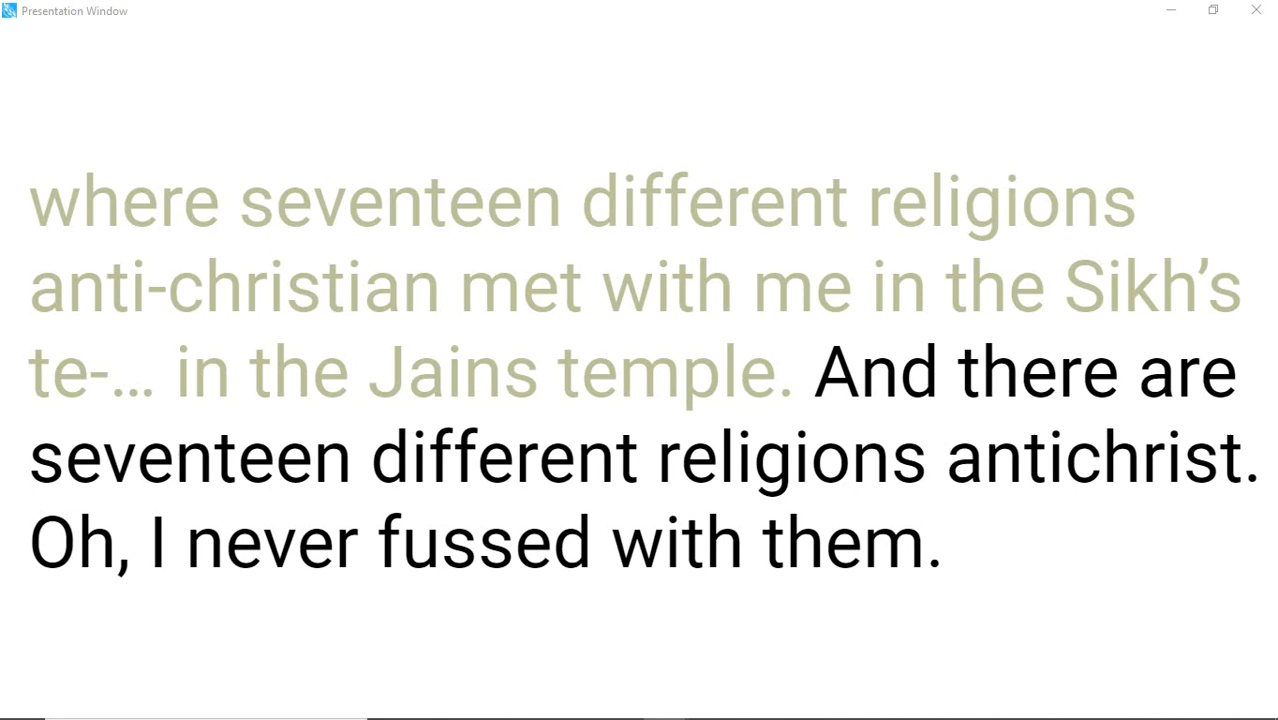 Presentation Window
where seventeen different religions
anti-christian met with me in the Sikh’s
te-… in the Jains temple. And there are
seventeen different religions antichrist.
Oh, I never fussed with them.